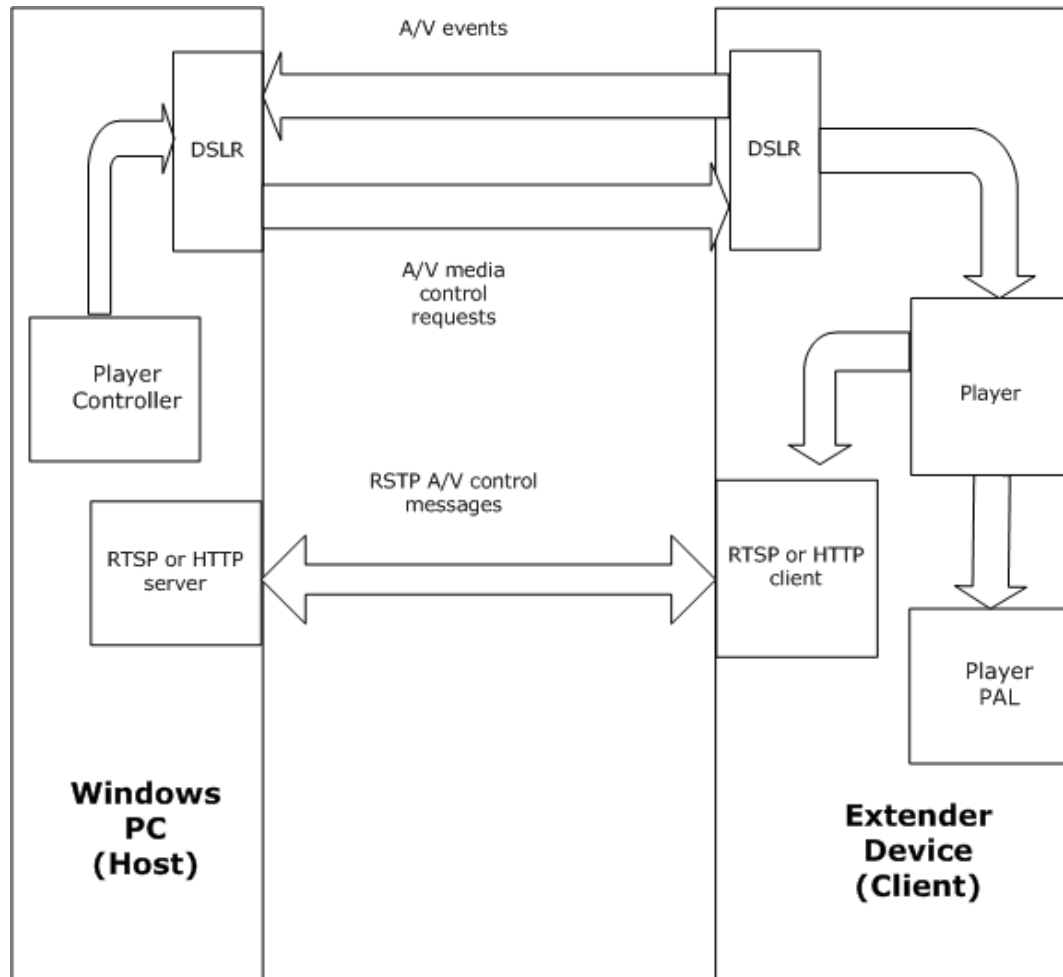 A/V events
DSLR
DSLR
A/V media
control
requests
Player
Controller
Player
RSTP A/V control
messages
RTSP or HTTP
server
RTSP or HTTP
client
Player
PAL
Windows
PC
(Host)
Extender
Device
(Client)